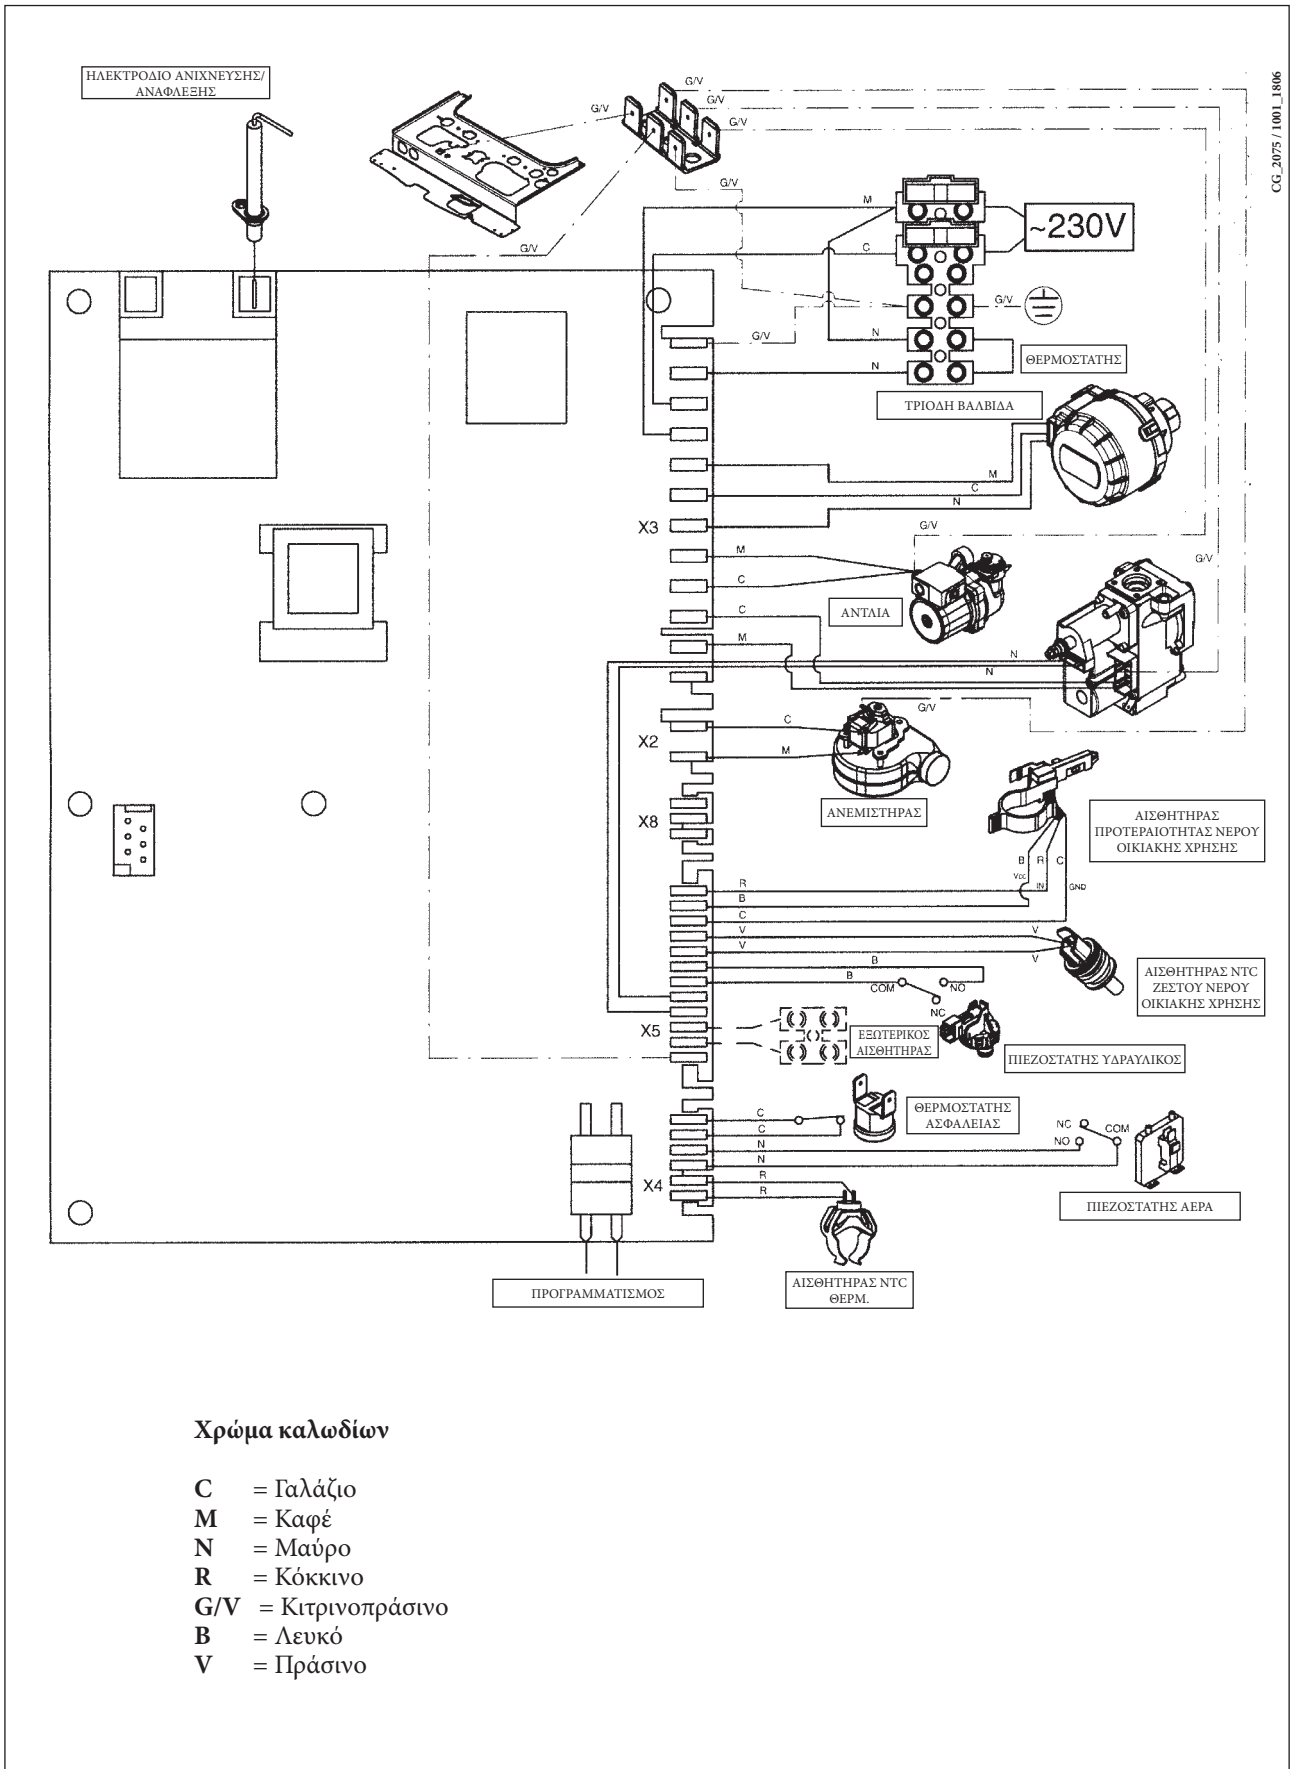 CG_2075 / 1001_1806
ΗΛΕΚΤΡΟΔΙΟ ΑΝΙΧΝΕΥΣΗΣ/
ΑΝΑΦΛΕΞΗΣ
G/V
G/V
G/V
G/V
G/V
G/V
M
C
~230V
G/V
G/V
N
N
ΘΕΡΜΟΣΤΑΤΗΣ
ΤΡΙΟΔΗ ΒΑΛΒΙΔΑ
M
C
N
X3
G/V
M
C
G/V
ΑΝΤΛΙΑ
C
M
N
N
G/V
X2
C
M
ΑΝΕΜΙΣΤΗΡΑΣ
X8
ΑΙΣΘΗΤΗΡΑΣ
ΠΡΟΤΕΡΑΙΟΤΗΤΑΣ ΝΕΡΟΥ
ΟΙΚΙΑΚΗΣ ΧΡΗΣΗΣ
B R C
VDC
IN
GND
R
B
C
V
V
V
V
ΑΙΣΘΗΤΗΡΑΣ NTC
ΖΕΣΤΟΥ ΝΕΡΟΥ
ΟΙΚΙΑΚΗΣ ΧΡΗΣΗΣ
B
B
COM
NO
NC
X5
ΕΞΩΤΕΡΙΚΟΣ
ΑΙΣΘΗΤΗΡΑΣ
ΠΙΕΖΟΣΤΑΤΗΣ ΥΔΡΑΥΛΙΚΟΣ
ΘΕΡΜΟΣΤΑΤΗΣ
ΑΣΦΑΛΕΙΑΣ
C
C
N
N
R
R
X4
NC
NO
COM
ΠΙΕΖΟΣΤΑΤΗΣ ΑΕΡΑ
ΑΙΣΘΗΤΗΡΑΣ NTC
ΘΕΡΜ.
ΠΡΟΓΡΑΜΜΑΤΙΣΜΟΣ
Χρώμα καλωδίων
C = Γαλάζιο
M = Καφέ
N = Μαύρο
R = Κόκκινο
G/V = Κιτρινοπράσινο
B = Λευκό
V = Πράσινο